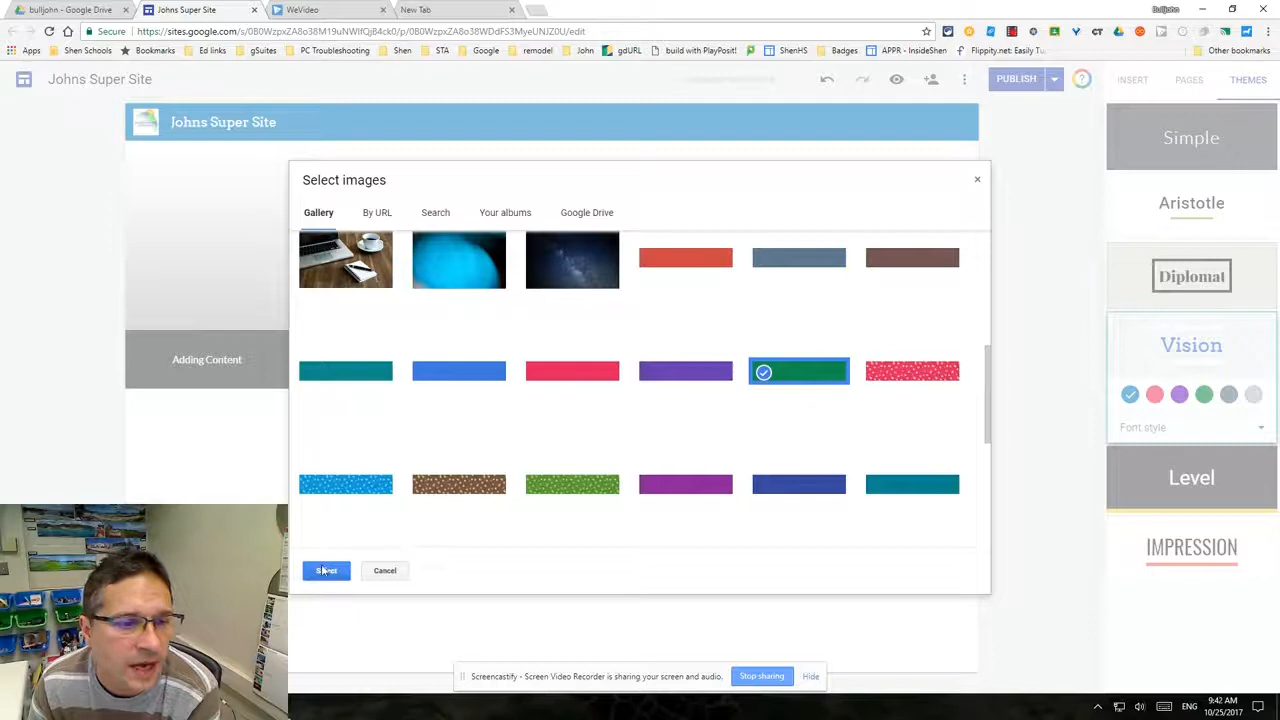 bulljohn - Google Drive
Johns Super Site
WeVideo
New Tab
Bulljohn
Secure
https://sites.google.com/s/0B0WzpxZA8o38M19uNWlfQjB4ck0/p/0B0WzpxZA8o38WDdFS3MyeUNJZ0U/edit
Apps
Shen Schools
Bookmarks
Ed links
gSuites
PC Troubleshooting
Shen
STA
Google
remodel
John
gdURL
build with PlayPosit!
ShenHS
Badges
APPR - InsideShen
Flippity.net: Easily Tu
Other bookmarks
Johns Super Site
PUBLISH
INSERT
PAGES
THEMES
Johns Super Site
Simple
Select images
Gallery
By URL
Search
Your albums
Google Drive
Aristotle
Diplomat
Vision
Adding Content
Font style
Level
IMPRESSION
Select
Cancel
Screencastify - Screen Video Recorder is sharing your screen and audio.
Stop sharing
Hide
ENG
9:42 AM
10/25/2017